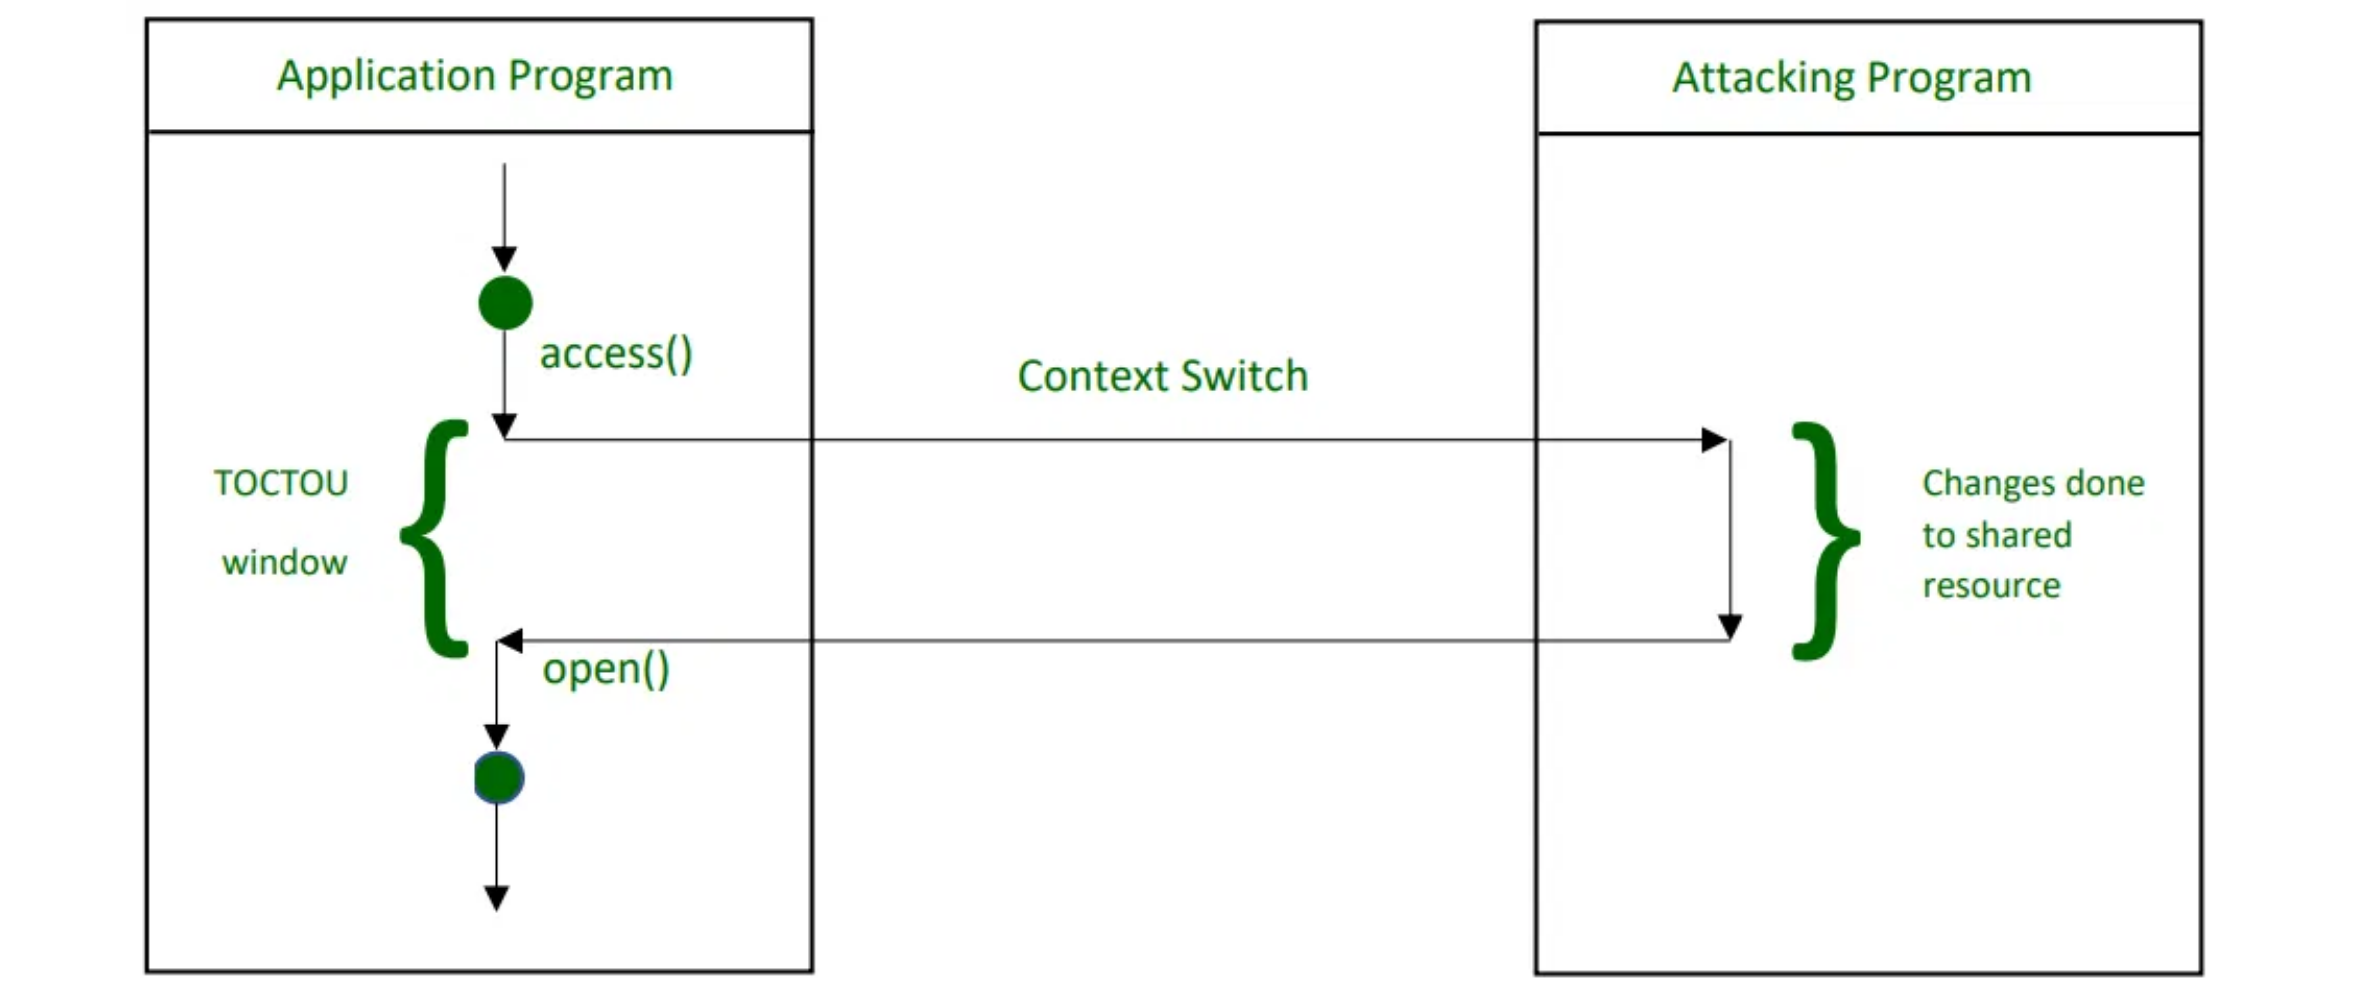 Application Program
Attacking Program
access()
Context Switch
TOCTOU
window
Changes done
to shared
resource
open()